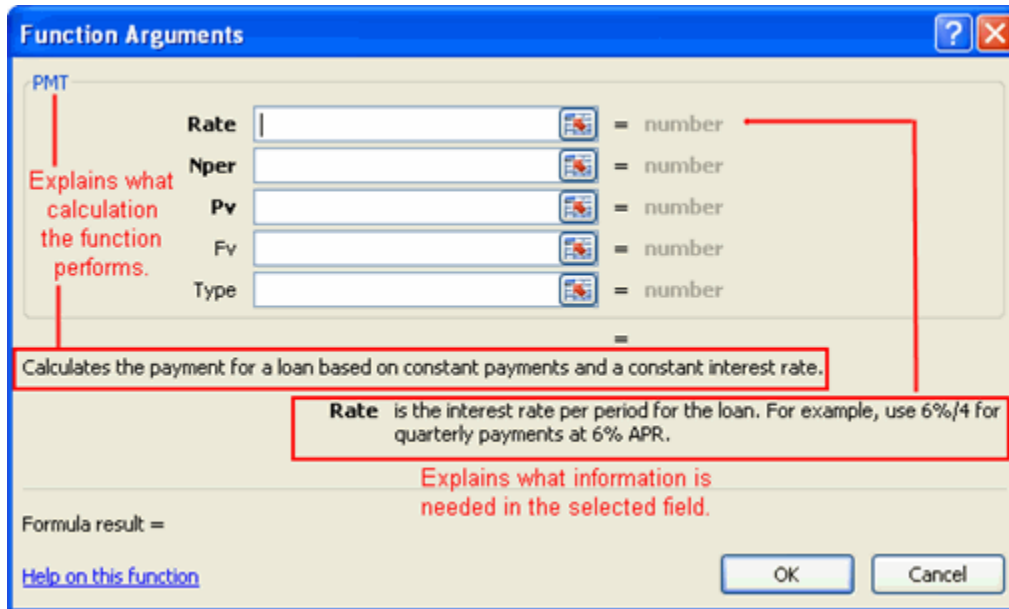 Function Arguments
PMT
Rate = number
Nper = number
Explains what
calculation
the function
performs.
Pv = number
Fv = number
Type = number
=
Calculates the payment for a loan based on constant payments and a constant interest rate.
Rate is the interest rate per period for the loan. For example, use 6%/4 for
quarterly payments at 6% APR.
Explains what information is
needed in the selected field.
Formula result =
Help on this function
OK
Cancel